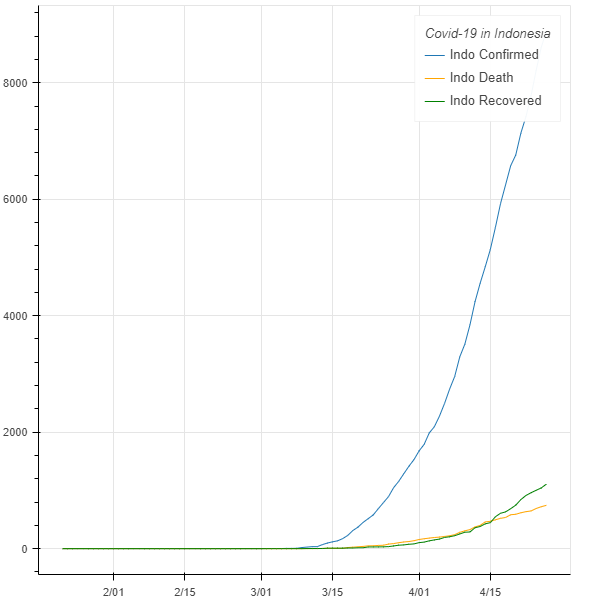 Covid-19 in Indonesia
Indo Confirmed
Indo Death
Indo Recovered
8000
6000
4000
2000
0
2/01 2/15 3/01 3/15 4/01 4/15